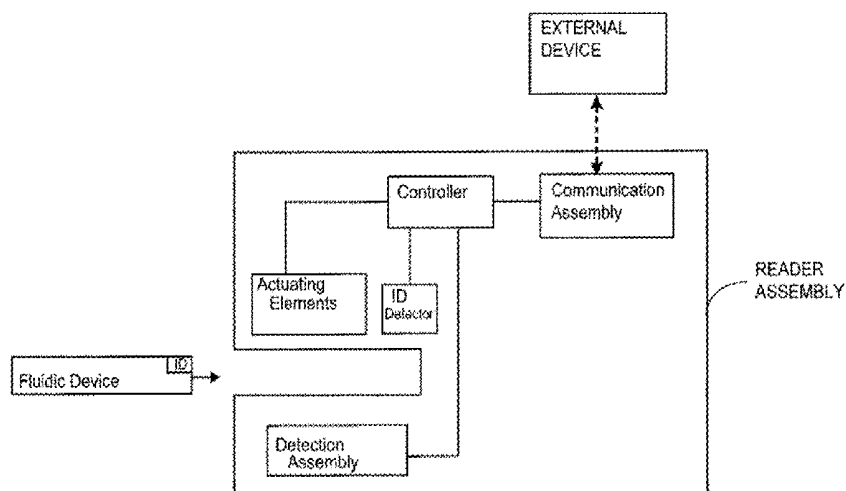 EXTERNAL
DEVICE
Controller
Communication
Assembly
Actuating
Elements
ID
Detector
READER
ASSEMBLY
ID
Fluidic Device
Detection
Assembly